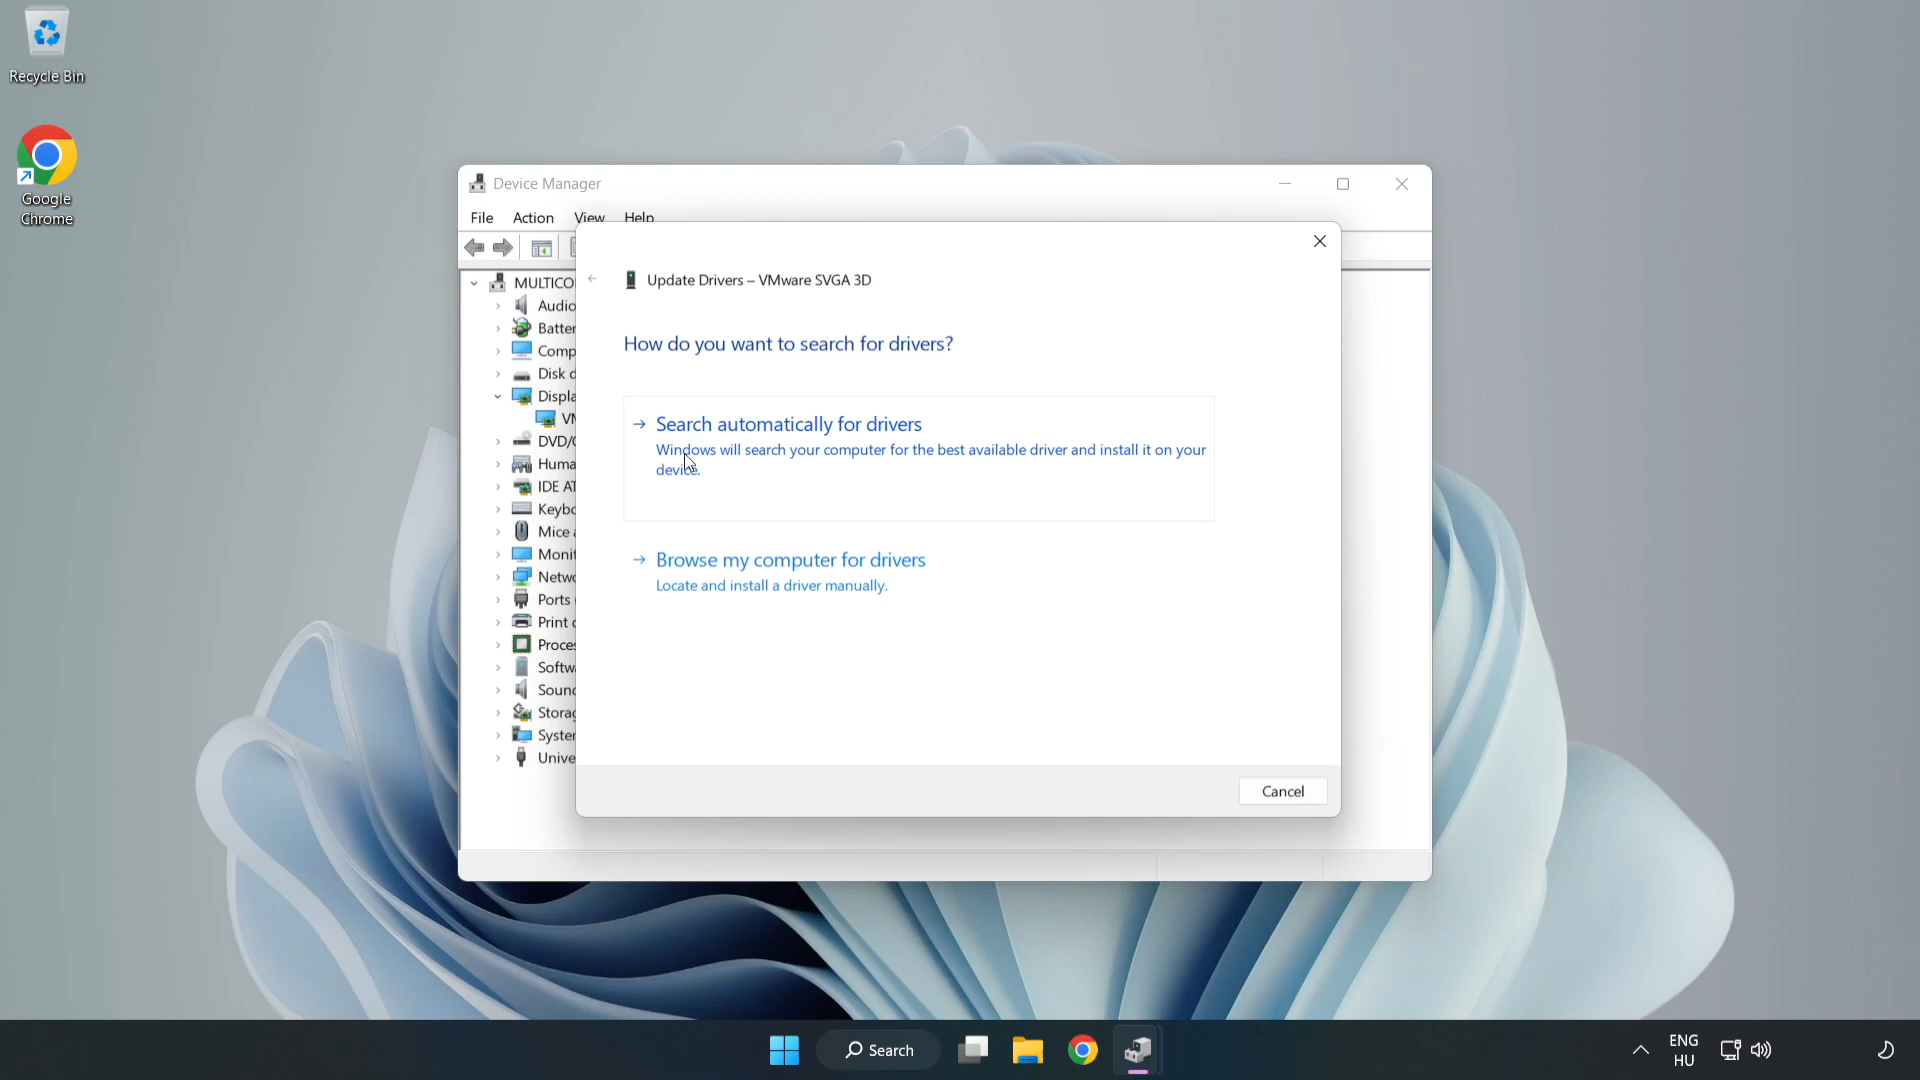 Recycle Bin
Google
Chrome
Device Manager
File Action View Help
MULTICO
Audio
Batter
Comp
Disk d
Displa
VM
DVD/C
Huma
IDE AT
Keybo
Mice a
Monit
Netwo
Ports (
Print q
Proces
Softwa
Sound
Storag
System
Unive
Update Drivers – VMware SVGA 3D
How do you want to search for drivers?
Search automatically for drivers
Windows will search your computer for the best available driver and install it on your
device.
Browse my computer for drivers
Locate and install a driver manually.
Cancel
Search
ENG
HU